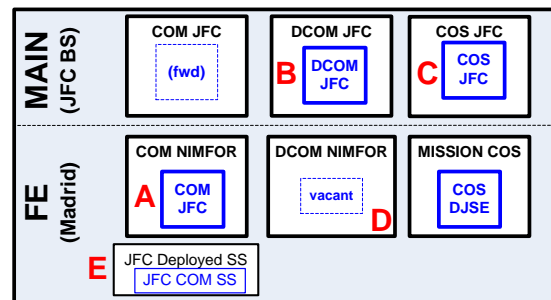 MAIN
(JFC BS)
COM JFC
(fwd)
DCOM JFC
B
DCOM
JFC
COS JFC
C
COS
JFC
FE
(Madrid)
COM NIMFOR
A
COM
JFC
DCOM NIMFOR
vacant
D
MISSION COS
COS
DJSE
E
JFC Deployed SS
JFC COM SS